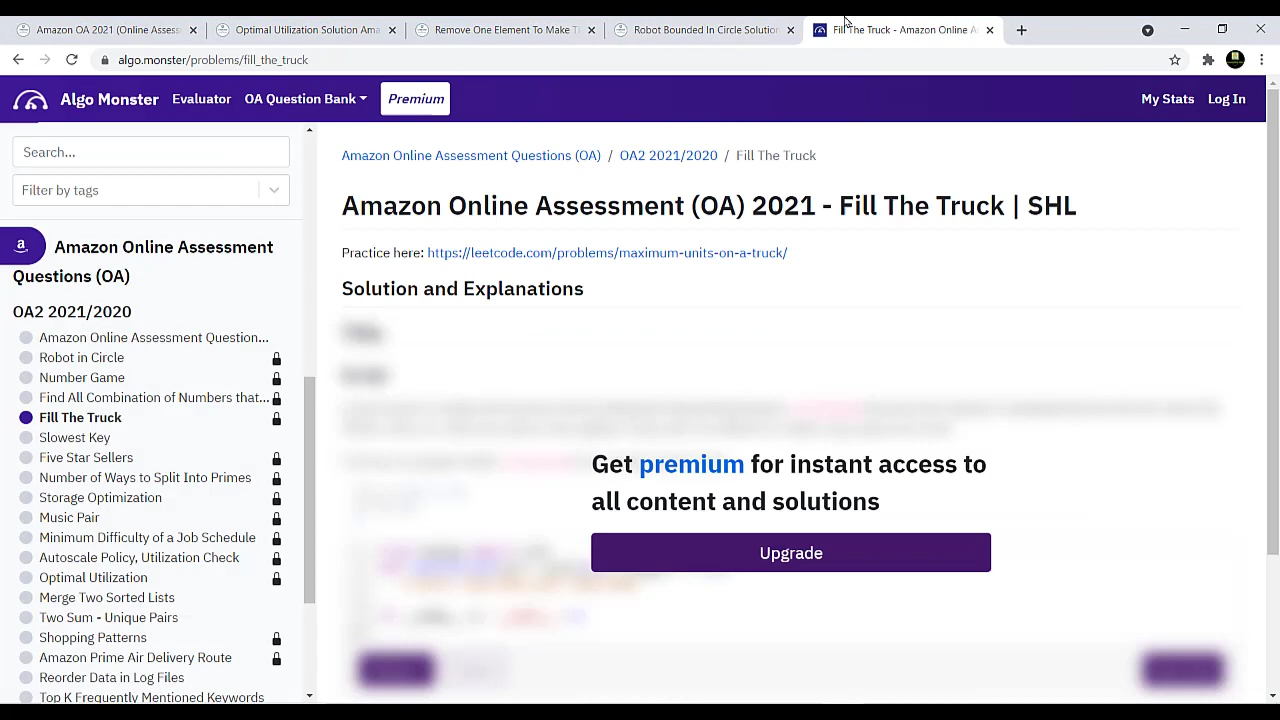 Amazon OA 2021 (Online Assess
Optimal Utilization Solution Ama
Remove One Element To Make T
Robot Bounded In Circle Solution
Fill The Truck - Amazon Online A
algo.monster/problems/fill_the_truck
Algo Monster
Evaluator
OA Question Bank
Premium
My Stats
Log In
Search...
Filter by tags
a
Amazon Online Assessment
Questions (OA)
OA2 2021/2020
Amazon Online Assessment Question...
Robot in Circle
Number Game
Find All Combination of Numbers that...
Fill The Truck
Slowest Key
Five Star Sellers
Number of Ways to Split Into Primes
Storage Optimization
Music Pair
Minimum Difficulty of a Job Schedule
Autoscale Policy, Utilization Check
Optimal Utilization
Merge Two Sorted Lists
Two Sum - Unique Pairs
Shopping Patterns
Amazon Prime Air Delivery Route
Reorder Data in Log Files
Top K Frequently Mentioned Keywords
Amazon Online Assessment Questions (OA) / OA2 2021/2020 / Fill The Truck
Amazon Online Assessment (OA) 2021 - Fill The Truck | SHL
Practice here: https://leetcode.com/problems/maximum-units-on-a-truck/
Solution and Explanations
Get premium for instant access to
all content and solutions
Upgrade